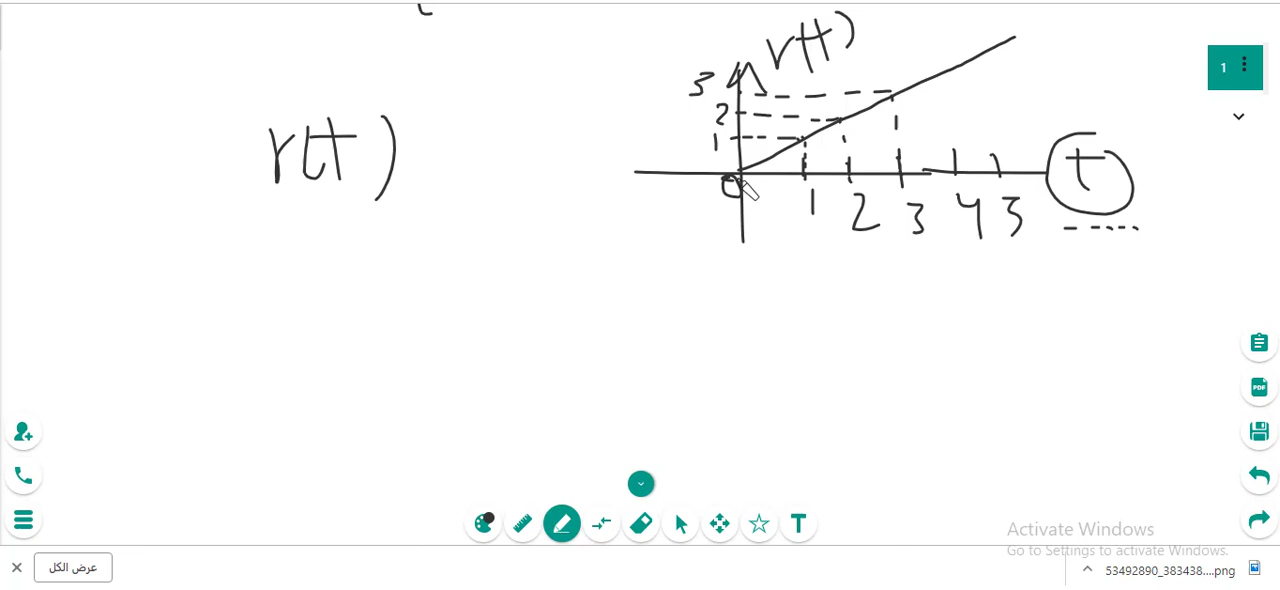 r(t)
3
2
1
0
1 2 3 4 5
t
r(t)
1
Activate Windows
Go to Settings to activate Windows.
PDF
T
عرض الكل
53492890_383438....png